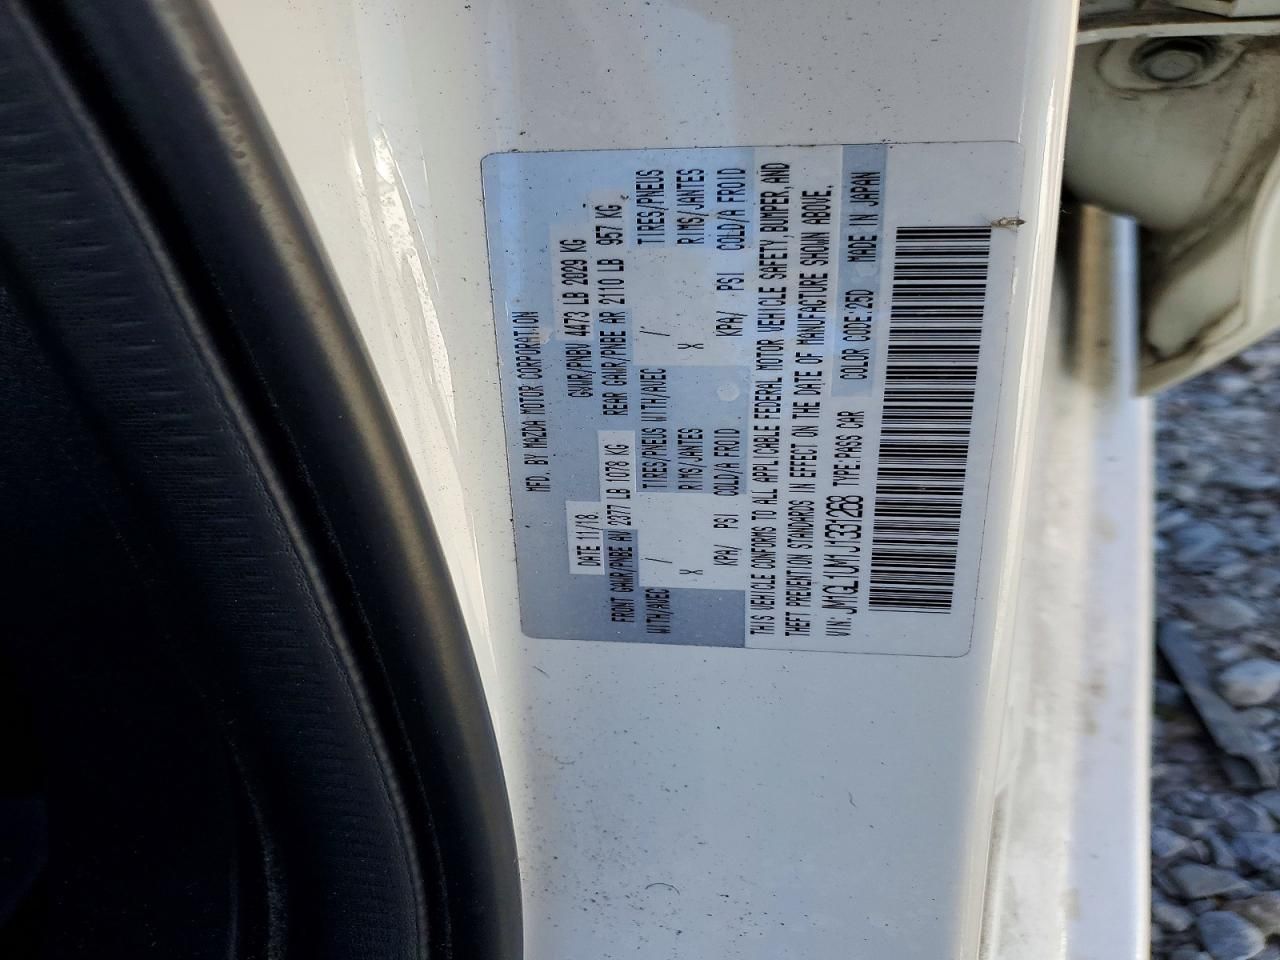 MFD. BY MAZDA MOTOR CORPORATION
DATE 11/18 GVWR/PNBV 4473 LB 2029 KG
FRONT GAWR/PNBE AV 2377 LB 1078 KG REAR GAWR/PNBE AR 2110 LB 957 KG
WITH/AVEC / TIRES/PNEUS WITH/AVEC / TIRES/PNEUS
X RIMS/JANTES X RIMS/JANTES
KPA/ PSI COLD/A FROID KPA/ PSI COLD/A FROID
THIS VEHICLE CONFORMS TO ALL APPLICABLE FEDERAL MOTOR VEHICLE SAFETY, BUMPER, AND
THEFT PREVENTION STANDARDS IN EFFECT ON THE DATE OF MANUFACTURE SHOWN ABOVE.
VIN: JM1GL1UM1J1331268 TYPE: PASS CAR COLOR CODE: 25D MADE IN JAPAN